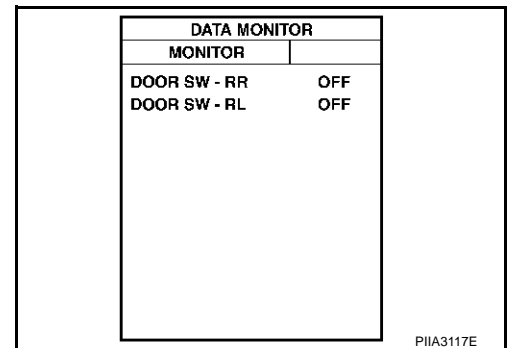 DATA MONITOR
MONITOR
DOOR SW - RR OFF
DOOR SW - RL OFF
PIIA3117E